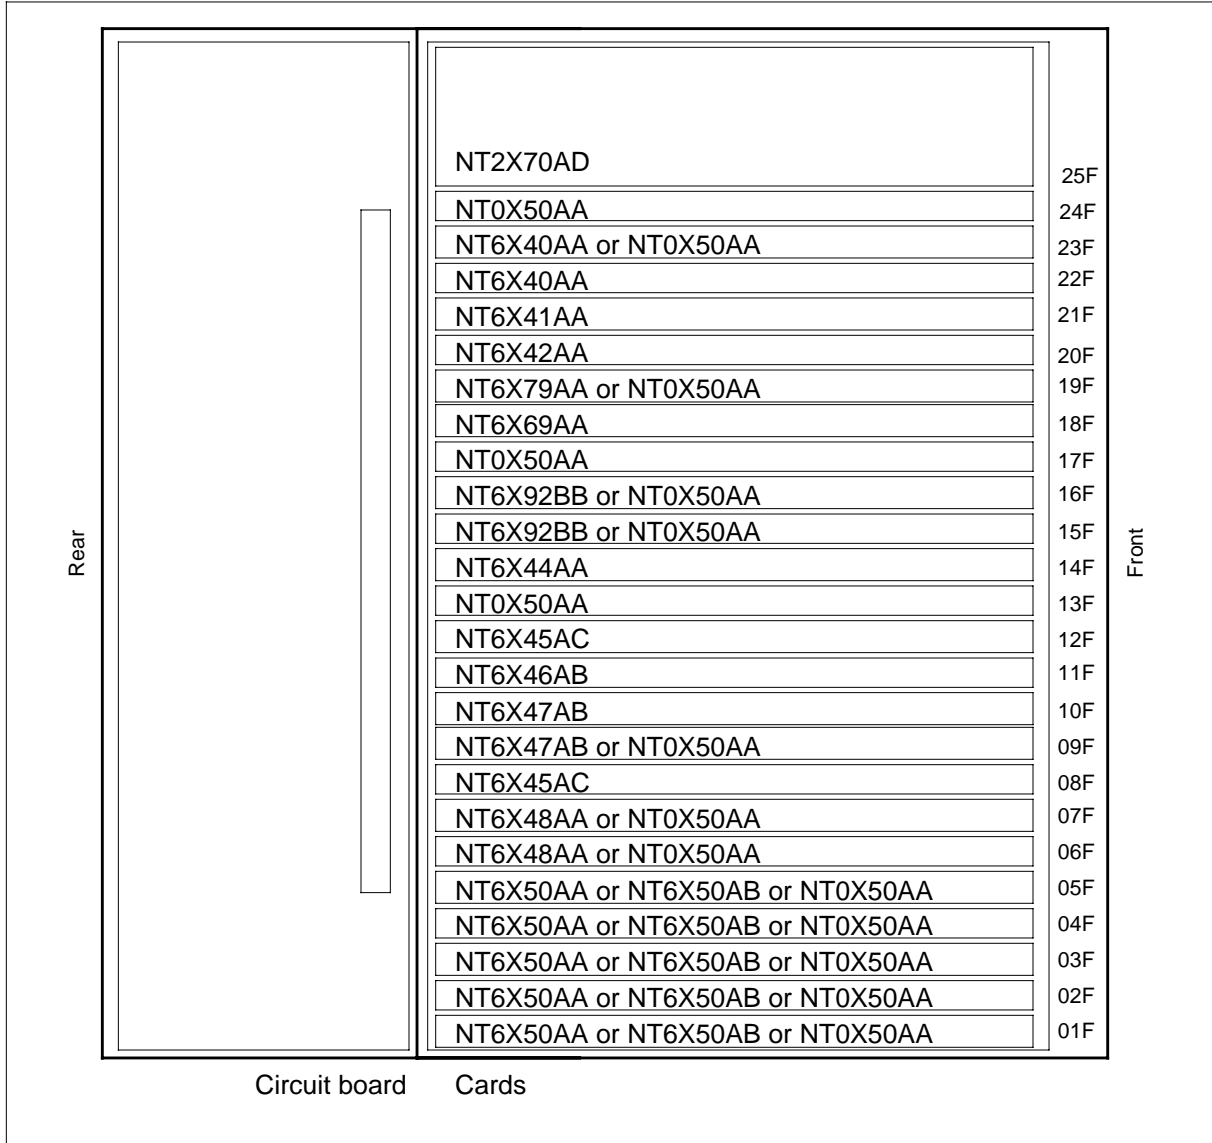 NT2X70AD 25F
NT0X50AA 24F
NT6X40AA or NT0X50AA 23F
NT6X40AA 22F
NT6X41AA 21F
NT6X42AA 20F
NT6X79AA or NT0X50AA 19F
NT6X69AA 18F
NT0X50AA 17F
NT6X92BB or NT0X50AA 16F
NT6X92BB or NT0X50AA 15F
Rear
Front
NT6X44AA 14F
NT0X50AA 13F
NT6X45AC 12F
NT6X46AB 11F
NT6X47AB 10F
NT6X47AB or NT0X50AA 09F
NT6X45AC 08F
NT6X48AA or NT0X50AA 07F
NT6X48AA or NT0X50AA 06F
NT6X50AA or NT6X50AB or NT0X50AA 05F
NT6X50AA or NT6X50AB or NT0X50AA 04F
NT6X50AA or NT6X50AB or NT0X50AA 03F
NT6X50AA or NT6X50AB or NT0X50AA 02F
NT6X50AA or NT6X50AB or NT0X50AA 01F
Circuit board Cards